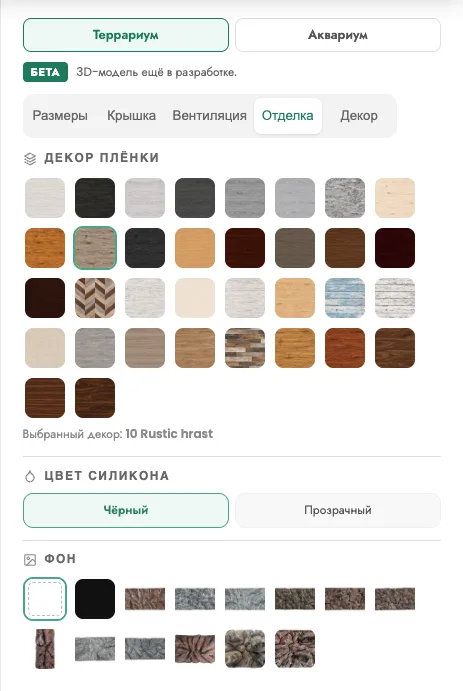 Террариум
Аквариум
БЕТА 3D-модель ещё в разработке.
Размеры Крышка Вентиляция Отделка Декор
ДЕКОР ПЛЁНКИ
Выбранный декор: 10 Rustic hrast
ЦВЕТ СИЛИКОНА
Чёрный
Прозрачный
ФОН